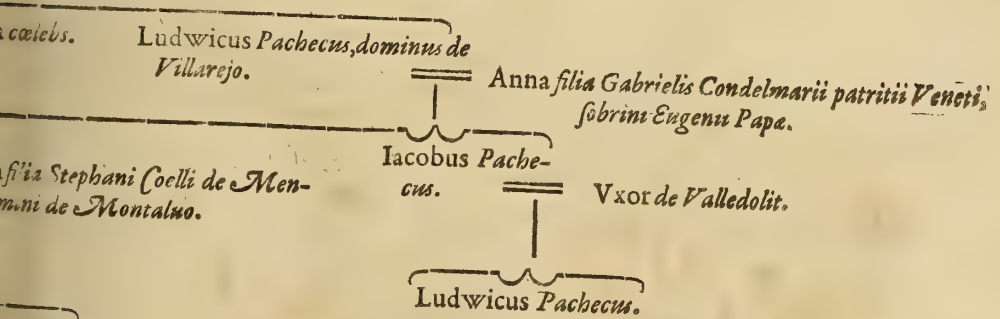 cœlebs.
Ludwicus Pachecus, dominus de
Villarejo.
Anna filia Gabrielis Condelmarii patritii Venēti,
sobrini Eugenii Papæ.
Iacobus Pache-
cus.
filia Stephani Coelli de Men-
de Montaluo.
Vxor de Valledolit.
Ludwicus Pachecus.